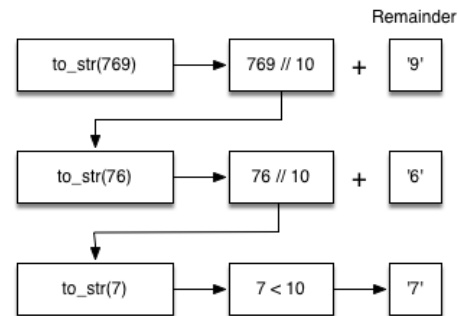 Remainder
to_str(769) 769 // 10 + '9'
to_str(76) 76 // 10 + '6'
to_str(7) 7 < 10 '7'